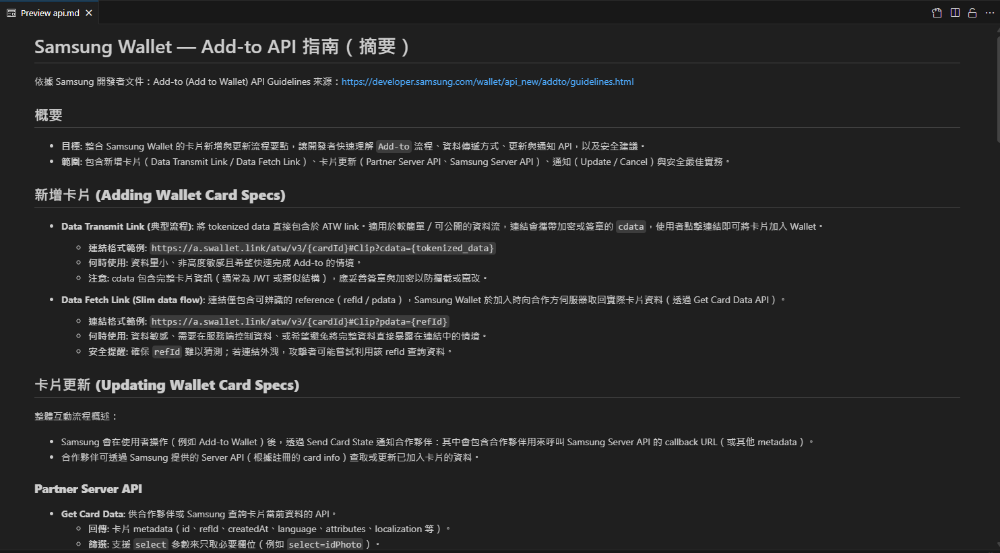 Preview api.md
Samsung Wallet — Add-to API 指南（摘要）
依據 Samsung 開發者文件：Add-to (Add to Wallet) API Guidelines 來源：https://developer.samsung.com/wallet/api_new/addto/guidelines.html
概要
• 目標: 整合 Samsung Wallet 的卡片新增與更新流程要點，讓開發者快速理解 Add-to 流程、資料傳遞方式、更新與通知 API，以及安全建議。
• 範圍: 包含新增卡片（Data Transmit Link / Data Fetch Link）、卡片更新（Partner Server API、Samsung Server API）、通知（Update / Cancel）與安全最佳實務。
新增卡片 (Adding Wallet Card Specs)
• Data Transmit Link (典型流程): 將 tokenized data 直接包含於 ATW link。適用於較簡單 / 可公開的資料流，連結會攜帶加密或簽章的 cdata，使用者點擊連結即可將卡片加入 Wallet。
◦ 連結格式範例: https://a.swallet.link/atw/v3/{cardId}#Clip?cdata={tokenized_data}
◦ 何時使用: 資料量小、非高度敏感且希望快速完成 Add-to 的情境。
◦ 注意: cdata 包含完整卡片資訊（通常為 JWT 或類似結構），應妥善簽章與加密以防攔截或竄改。
• Data Fetch Link (Slim data flow): 連結僅包含可辨識的 reference（refId / pdata），Samsung Wallet 於加入時向合作方伺服器取回實際卡片資料（透過 Get Card Data API）。
◦ 連結格式範例: https://a.swallet.link/atw/v3/{cardId}#Clip?pdata={refId}
◦ 何時使用: 資料敏感、需要在服務端控制資料、或希望避免將完整資料直接暴露在連結中的情境。
◦ 安全提醒: 確保 refId 難以猜測；若連結外洩，攻擊者可能嘗試利用該 refId 查詢資料。
卡片更新 (Updating Wallet Card Specs)
整體互動流程概述：
• Samsung 會在使用者操作（例如 Add-to Wallet）後，透過 Send Card State 通知合作夥伴：其中會包含合作夥伴用來呼叫 Samsung Server API 的 callback URL（或其他 metadata）。
• 合作夥伴可透過 Samsung 提供的 Server API（根據註冊的 card info）查取或更新已加入卡片的資料。
Partner Server API
• Get Card Data: 供合作夥伴或 Samsung 查詢卡片當前資料的 API。
◦ 回傳: 卡片 metadata（id、refId、createdAt、language、attributes、localization 等）。
◦ 篩選: 支援 select 參數來只取必要欄位（例如 select=idPhoto）。